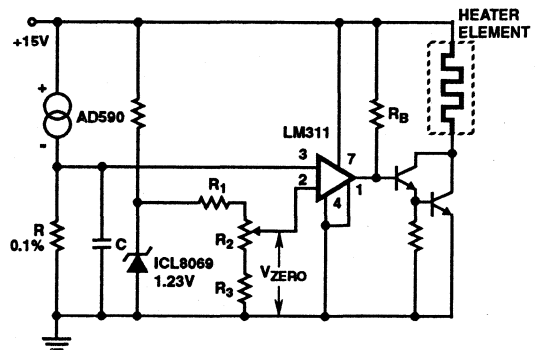 HEATER
ELEMENT
+15V
+
AD590
-
LM311
R_B
3
7
2
1
4
R_1
R
0.1%
C
R_2
ICL8069
1.23V
V_ZERO
R_3